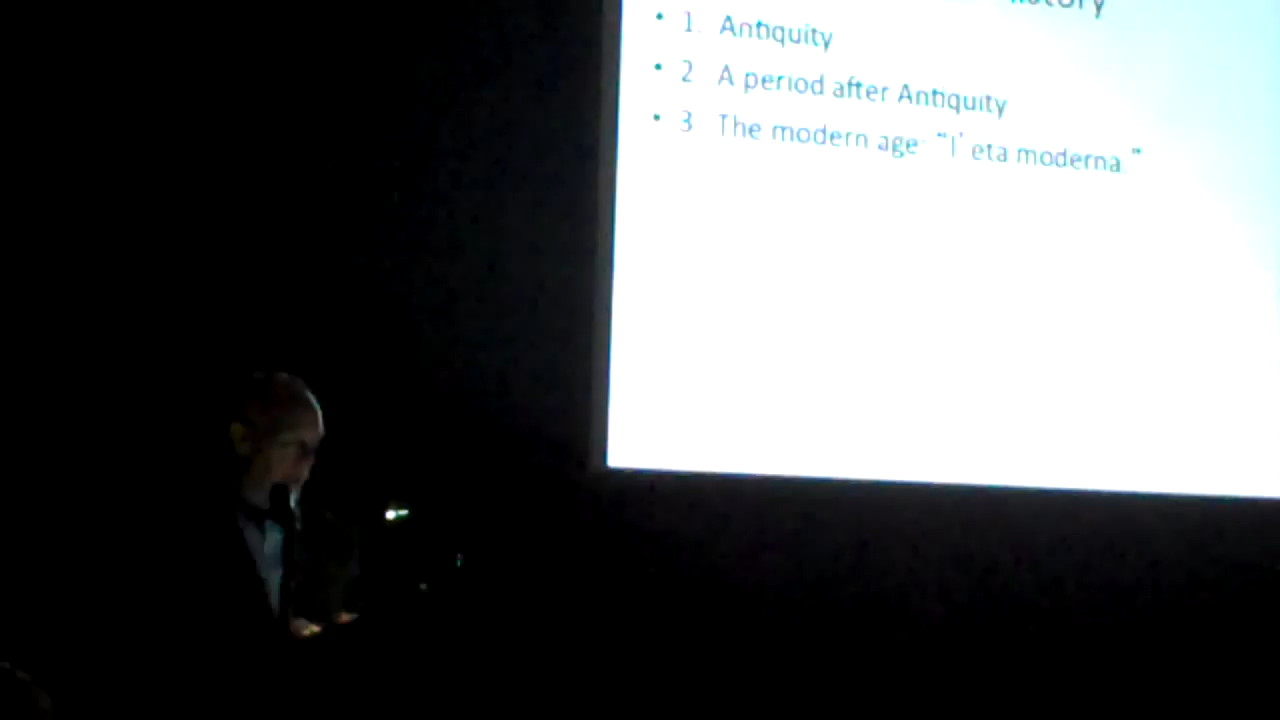 • 1. Antiquity
• 2 A period after Antiquity
• 3 The modern age: “l’ eta moderna.”